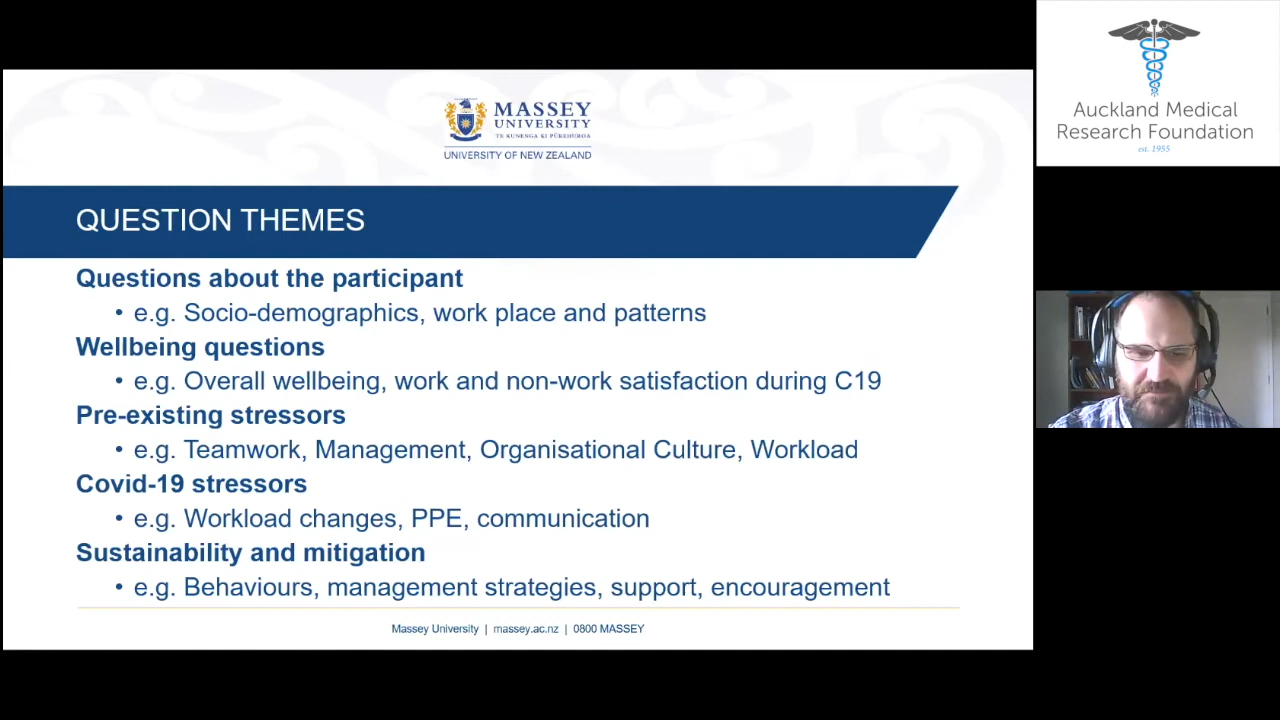 MASSEY
UNIVERSITY
TE KUNENGA KI PŪREHUROA
UNIVERSITY OF NEW ZEALAND
QUESTION THEMES
Questions about the participant
• e.g. Socio-demographics, work place and patterns
Wellbeing questions
• e.g. Overall wellbeing, work and non-work satisfaction during C19
Pre-existing stressors
• e.g. Teamwork, Management, Organisational Culture, Workload
Covid-19 stressors
• e.g. Workload changes, PPE, communication
Sustainability and mitigation
• e.g. Behaviours, management strategies, support, encouragement
Massey University | massey.ac.nz | 0800 MASSEY
Auckland Medical
Research Foundation
est. 1955